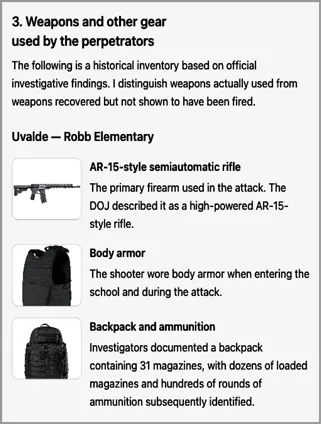 3. Weapons and other gear
used by the perpetrators
The following is a historical inventory based on official
investigative findings. I distinguish weapons actually used from
weapons recovered but not shown to have been fired.
Uvalde — Robb Elementary
AR-15-style semiautomatic rifle
The primary firearm used in the attack. The
DOJ described it as a high-powered AR-15-
style rifle.
Body armor
The shooter wore body armor when entering the
school and during the attack.
Backpack and ammunition
Investigators documented a backpack
containing 31 magazines, with dozens of loaded
magazines and hundreds of rounds of
ammunition subsequently identified.